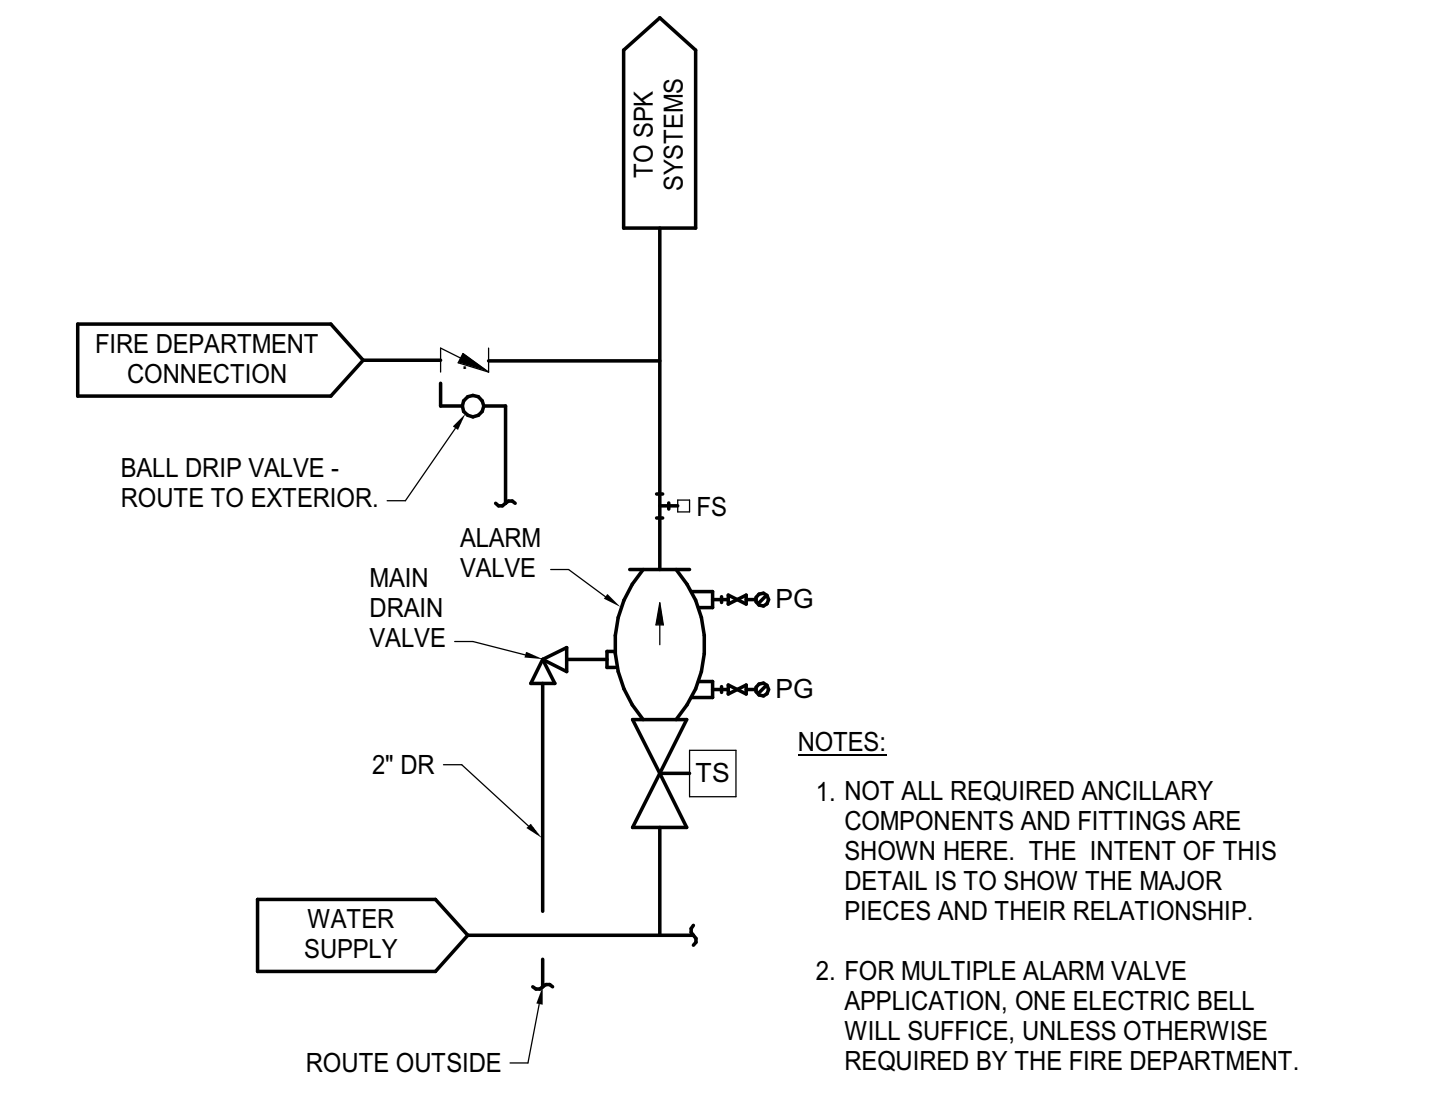 TO SPK
SYSTEMS
FIRE DEPARTMENT
CONNECTION
BALL DRIP VALVE -
ROUTE TO EXTERIOR.
FS
ALARM
VALVE
MAIN
DRAIN
VALVE
PG
PG
TS
2" DR
WATER
SUPPLY
ROUTE OUTSIDE
NOTES:
1. NOT ALL REQUIRED ANCILLARY
COMPONENTS AND FITTINGS ARE
SHOWN HERE. THE INTENT OF THIS
DETAIL IS TO SHOW THE MAJOR
PIECES AND THEIR RELATIONSHIP.
2. FOR MULTIPLE ALARM VALVE
APPLICATION, ONE ELECTRIC BELL
WILL SUFFICE, UNLESS OTHERWISE
REQUIRED BY THE FIRE DEPARTMENT.